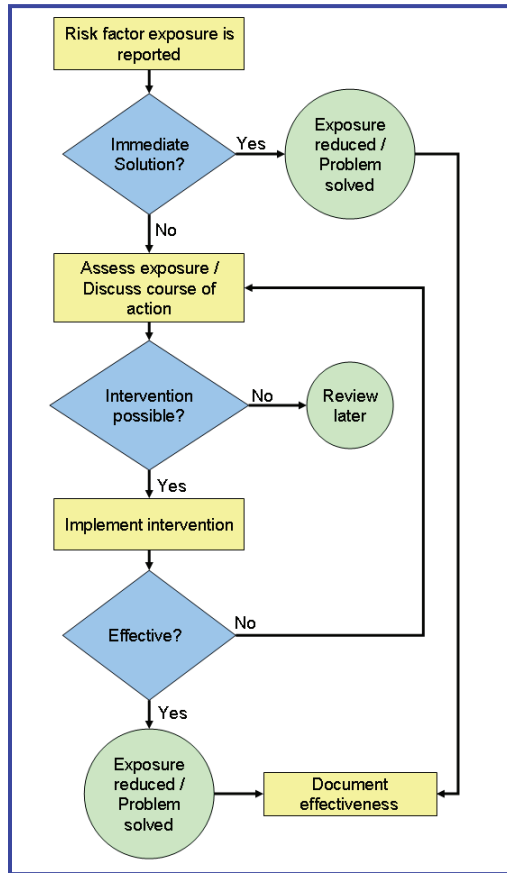 Risk factor exposure is
reported
Immediate
Solution?
Yes
Exposure
reduced /
Problem
solved
No
Assess exposure /
Discuss course of
action
Intervention
possible?
No
Review
later
Yes
Implement intervention
Effective?
No
Yes
Exposure
reduced /
Problem
solved
Document
effectiveness